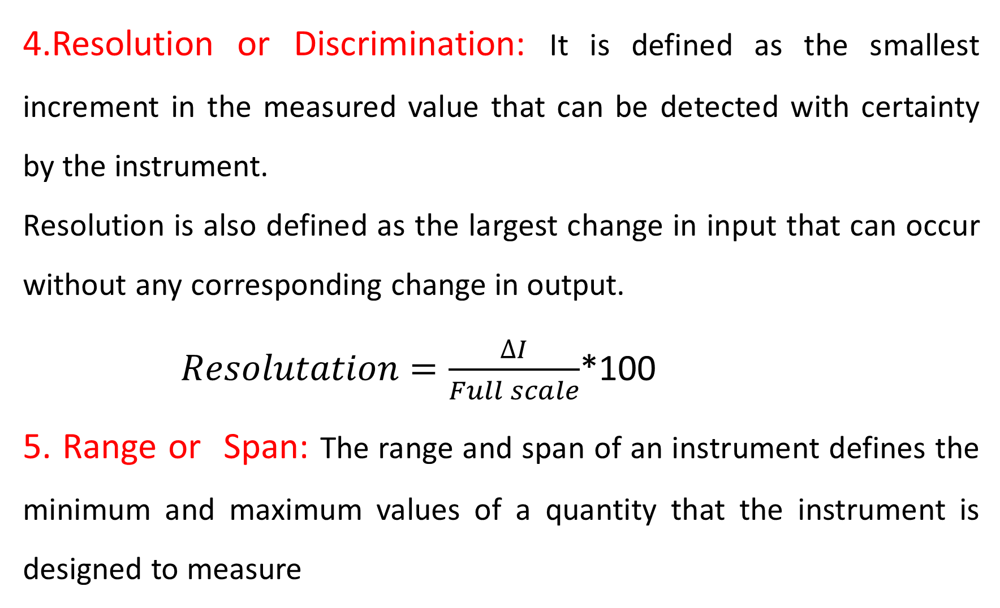 4.Resolution or Discrimination: It is defined as the smallest
increment in the measured value that can be detected with certainty
by the instrument.
Resolution is also defined as the largest change in input that can occur
without any corresponding change in output.
Resolutation = ΔI / Full scale *100
5. Range or Span: The range and span of an instrument defines the
minimum and maximum values of a quantity that the instrument is
designed to measure